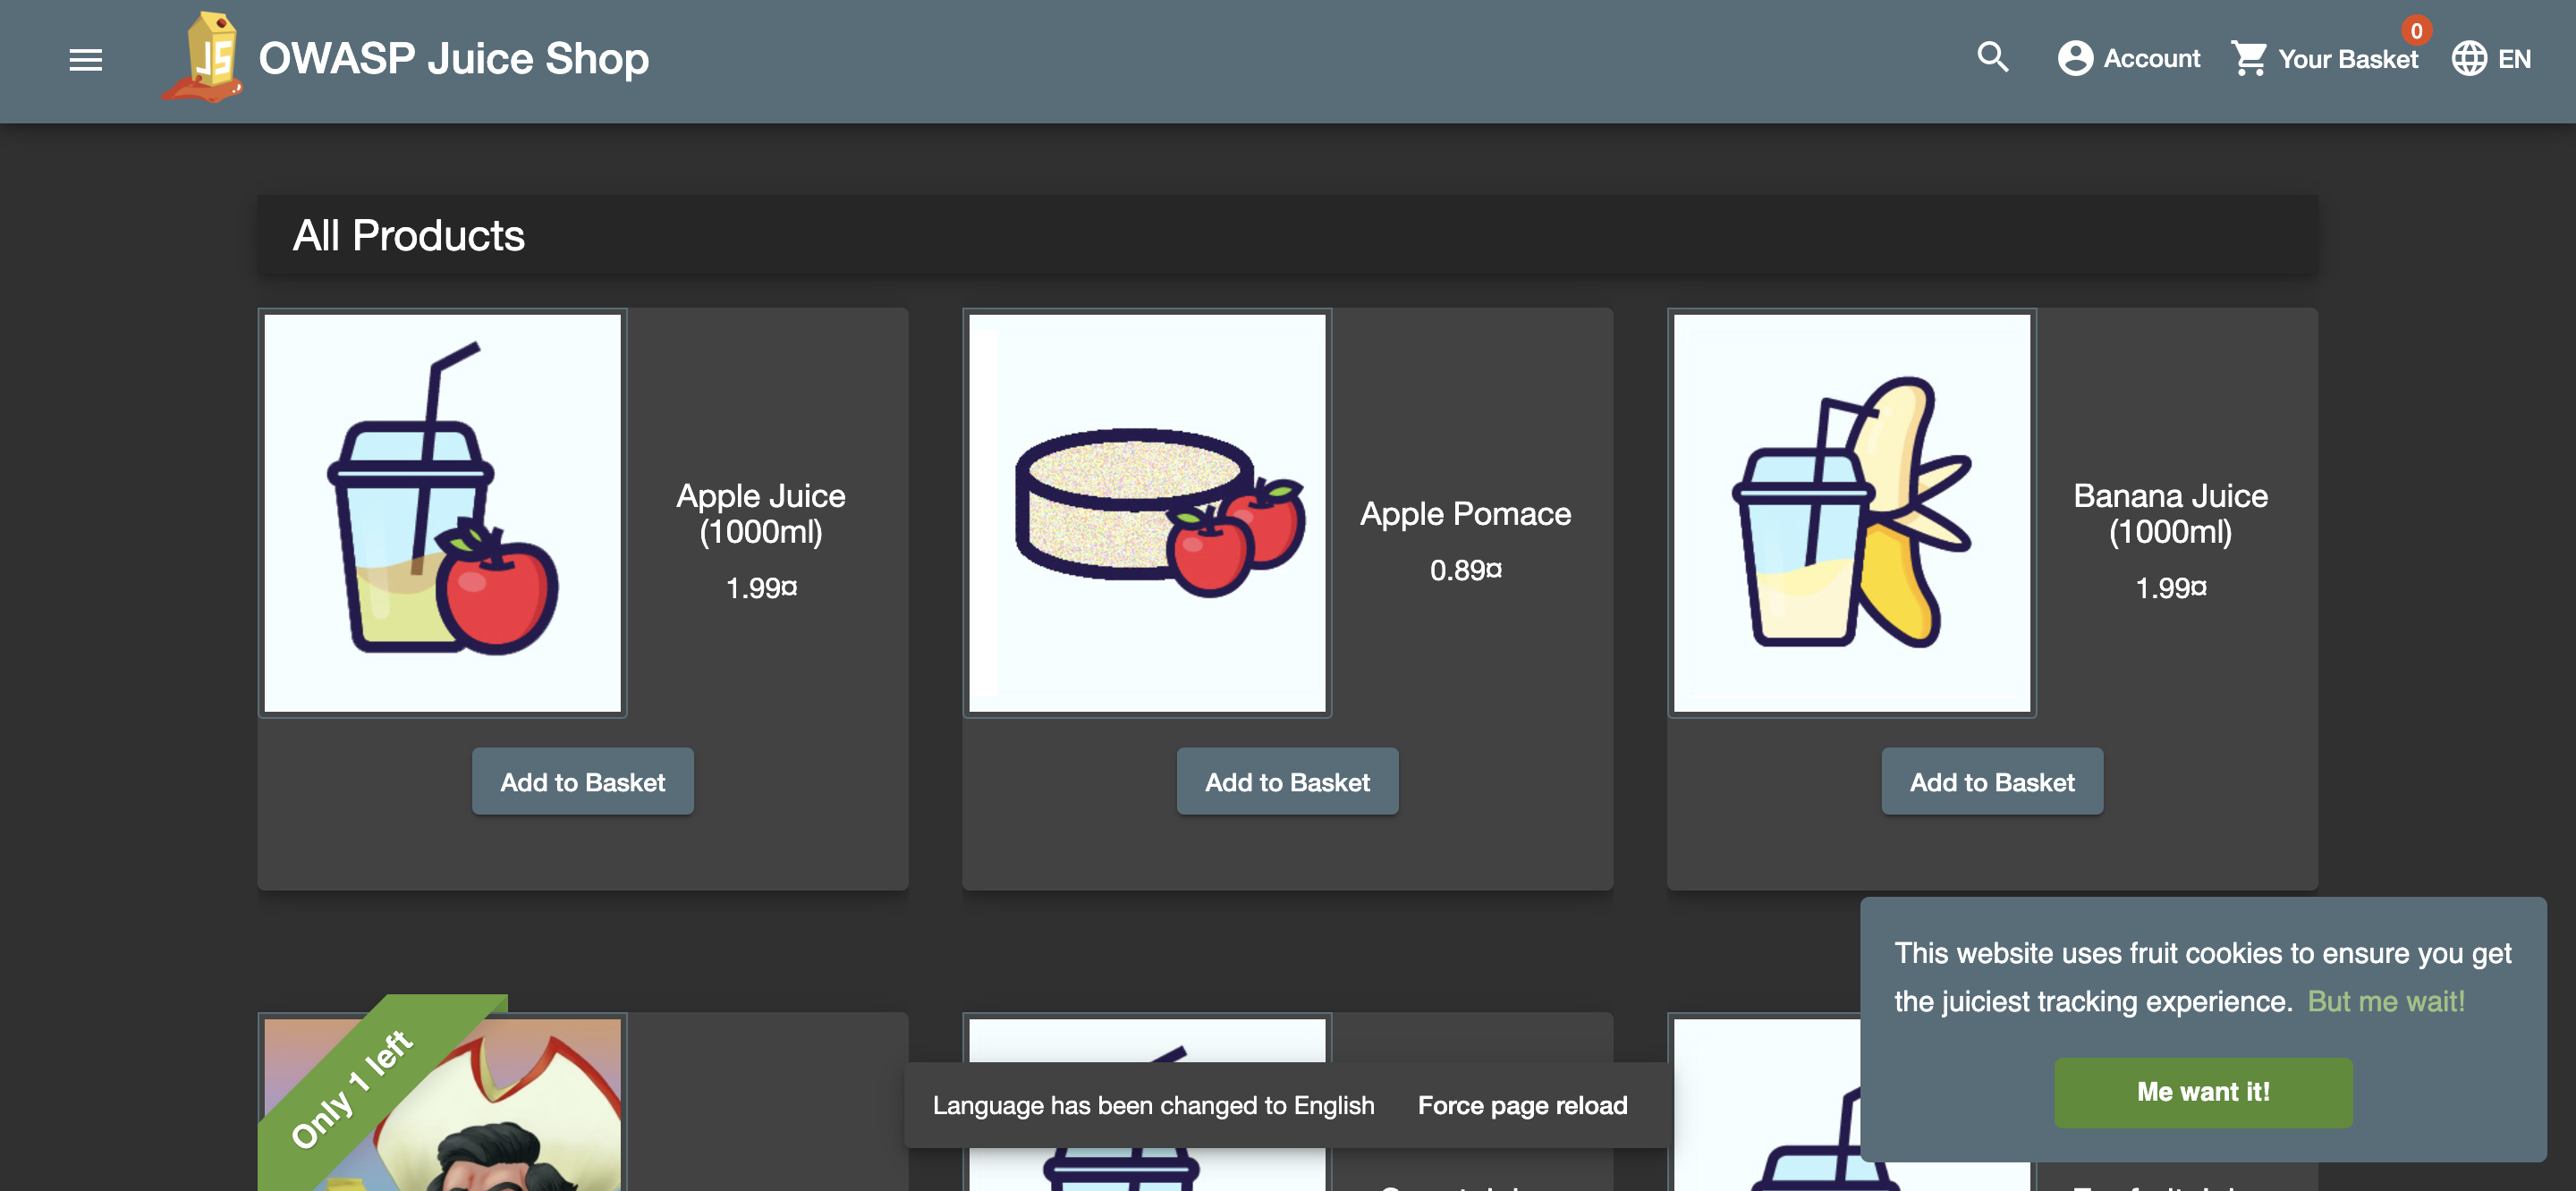 OWASP Juice Shop
Account
0
Your Basket
EN
All Products
Apple Juice
(1000ml)
1.99¤
Add to Basket
Apple Pomace
0.89¤
Add to Basket
Banana Juice
(1000ml)
1.99¤
Add to Basket
Only 1 left
Language has been changed to English
Force page reload
This website uses fruit cookies to ensure you get
the juiciest tracking experience. But me wait!
Me want it!